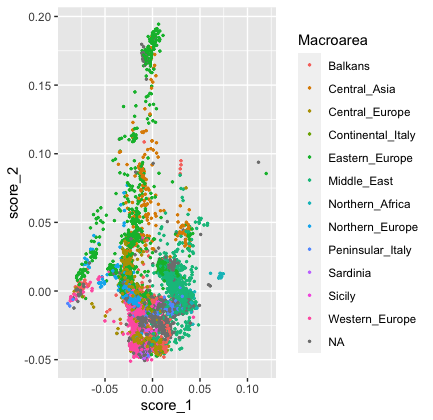 Macroarea
Balkans
Central_Asia
Central_Europe
Continental_Italy
Eastern_Europe
Middle_East
Northern_Africa
Northern_Europe
Peninsular_Italy
Sardinia
Sicily
Western_Europe
NA
score_2
0.20
0.15
0.10
0.05
0.00
-0.05
-0.05
0.00
0.05
0.10
score_1